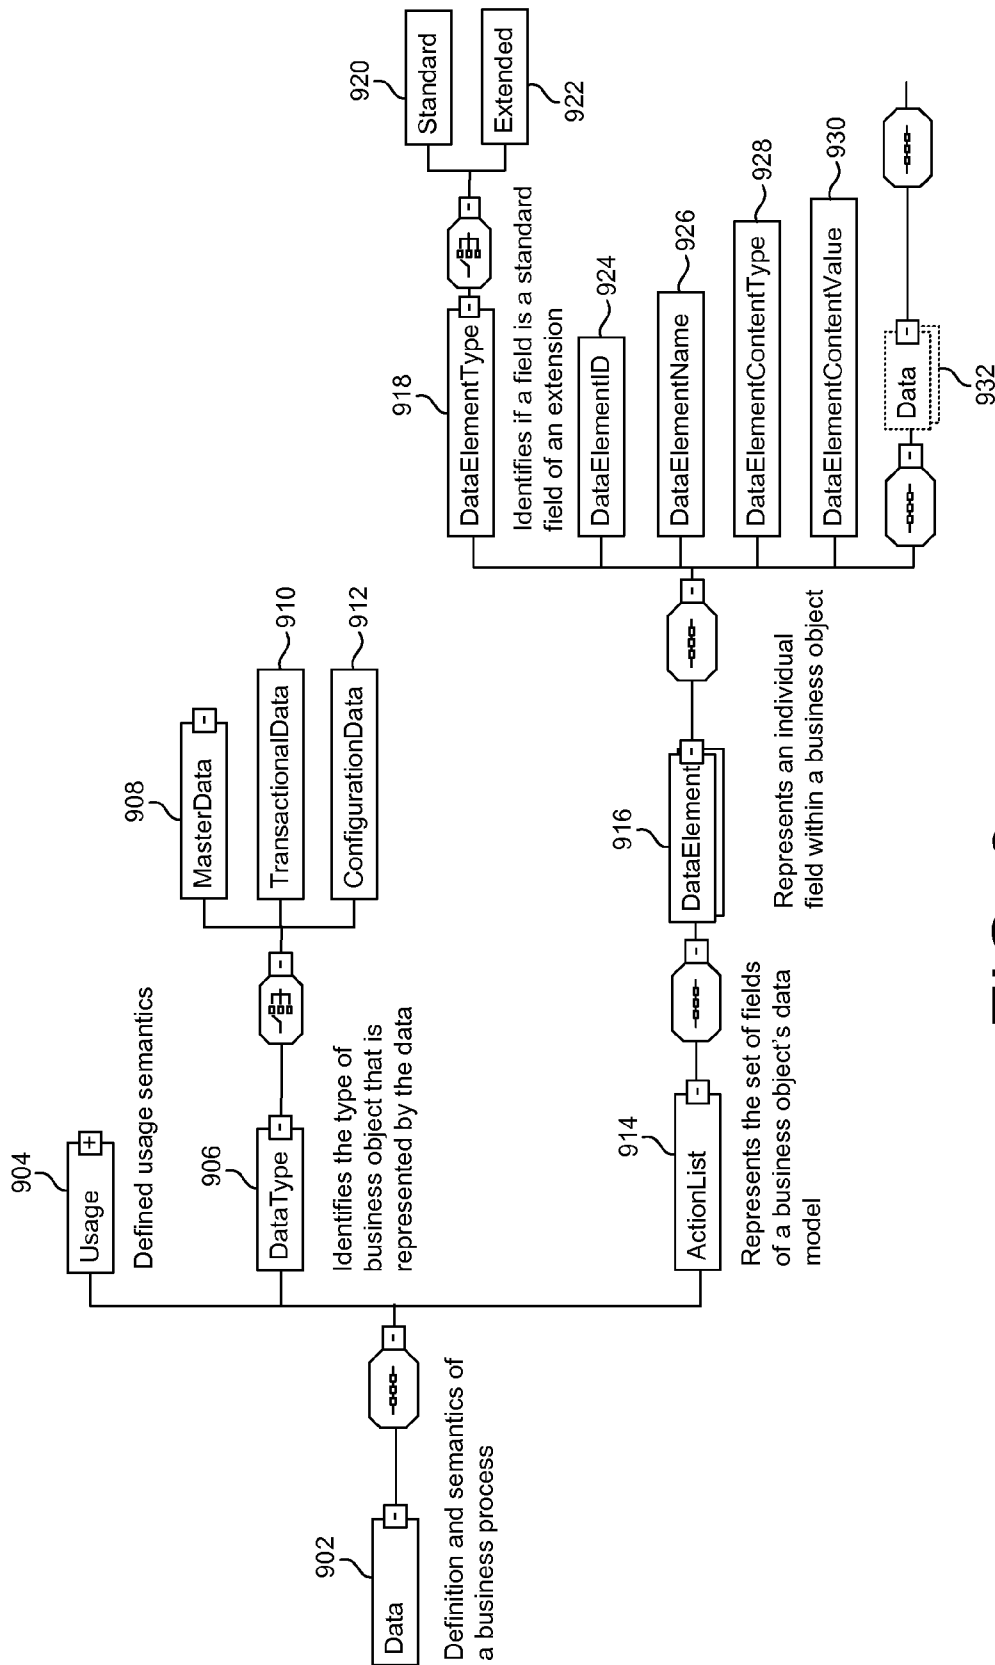 902
Data
Definition and semantics of
a business process
904
Usage
+
Defined usage semantics
906
DataType
Identifies the type of
business object that is
represented by the data
908
MasterData
TransactionalData
910
ConfigurationData
912
914
ActionList
Represents the set of fields
of a business object's data
model
916
DataElement
Represents an individual
field within a business object
918
DataElementType
Identifies if a field is a standard
field of an extension
920
Standard
Extended
922
DataElementID
924
DataElementName
926
DataElementContentType
928
DataElementContentValue
930
Data
932